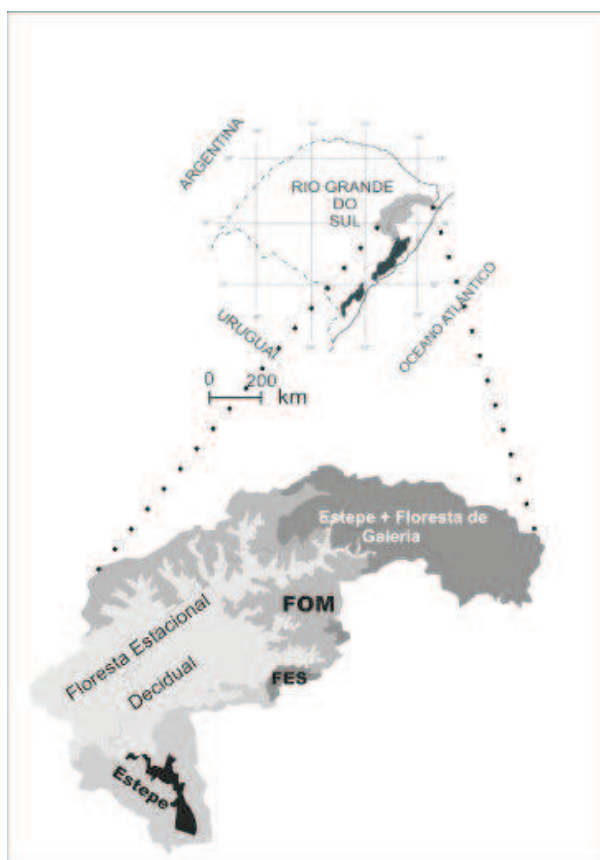 ARGENTINA
RIO GRANDE
DO
SUL
URUGUAI
OCEANO ATLÂNTICO
0 200
km
Estepe + Floresta de
Galeria
FOM
Floresta Estacional
Decidual
FES
Estepe